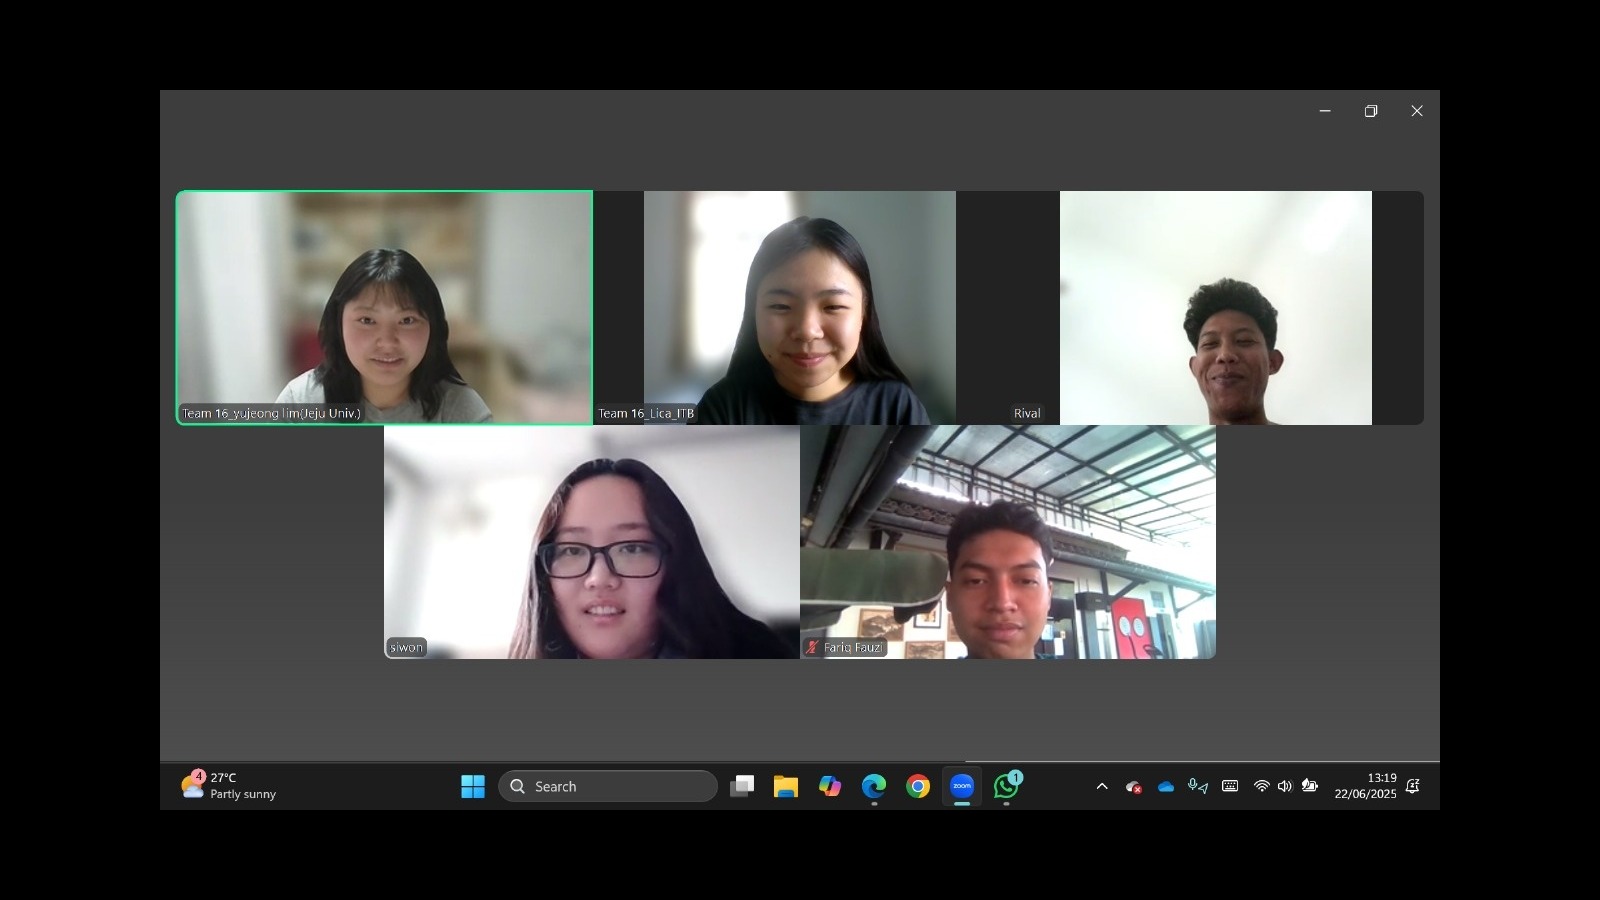 Team 16_yujeong lim(Jeju Univ.)
Team 16_Lica_ITB
Rival
siwon
Fariq Fauzi
4
27°C
Partly sunny
Search
zoom
1
13:19
22/06/2025